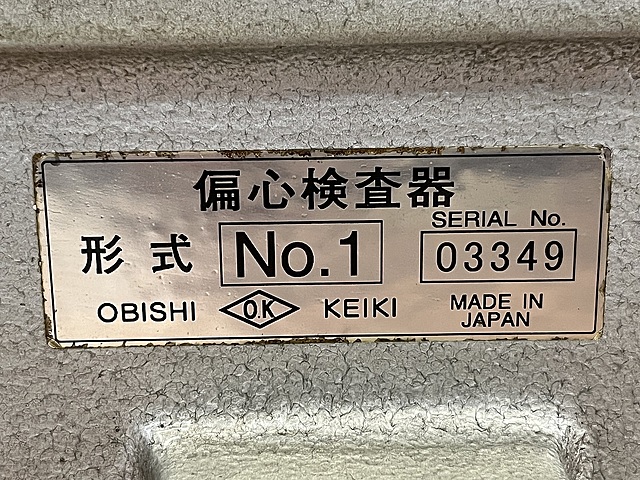 偏心検査器
形式 No.1
SERIAL No.
03349
OBISHI O.K KEIKI
MADE IN
JAPAN